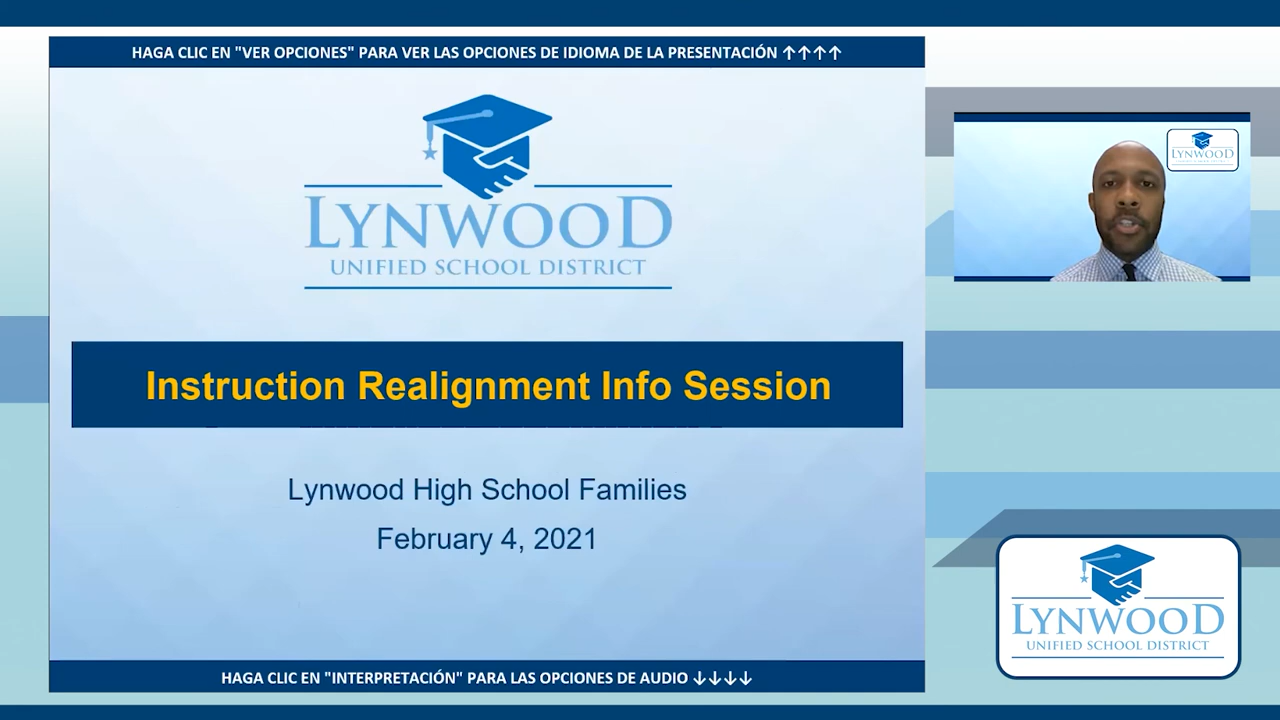 HAGA CLIC EN "VER OPCIONES" PARA VER LAS OPCIONES DE IDIOMA DE LA PRESENTACIÓN ↑↑↑↑
LYNWOOD
UNIFIED SCHOOL DISTRICT
LYNWOOD
Instruction Realignment Info Session
Lynwood High School Families
February 4, 2021
LYNWOOD
UNIFIED SCHOOL DISTRICT
HAGA CLIC EN "INTERPRETACIÓN" PARA LAS OPCIONES DE AUDIO ↓↓↓↓